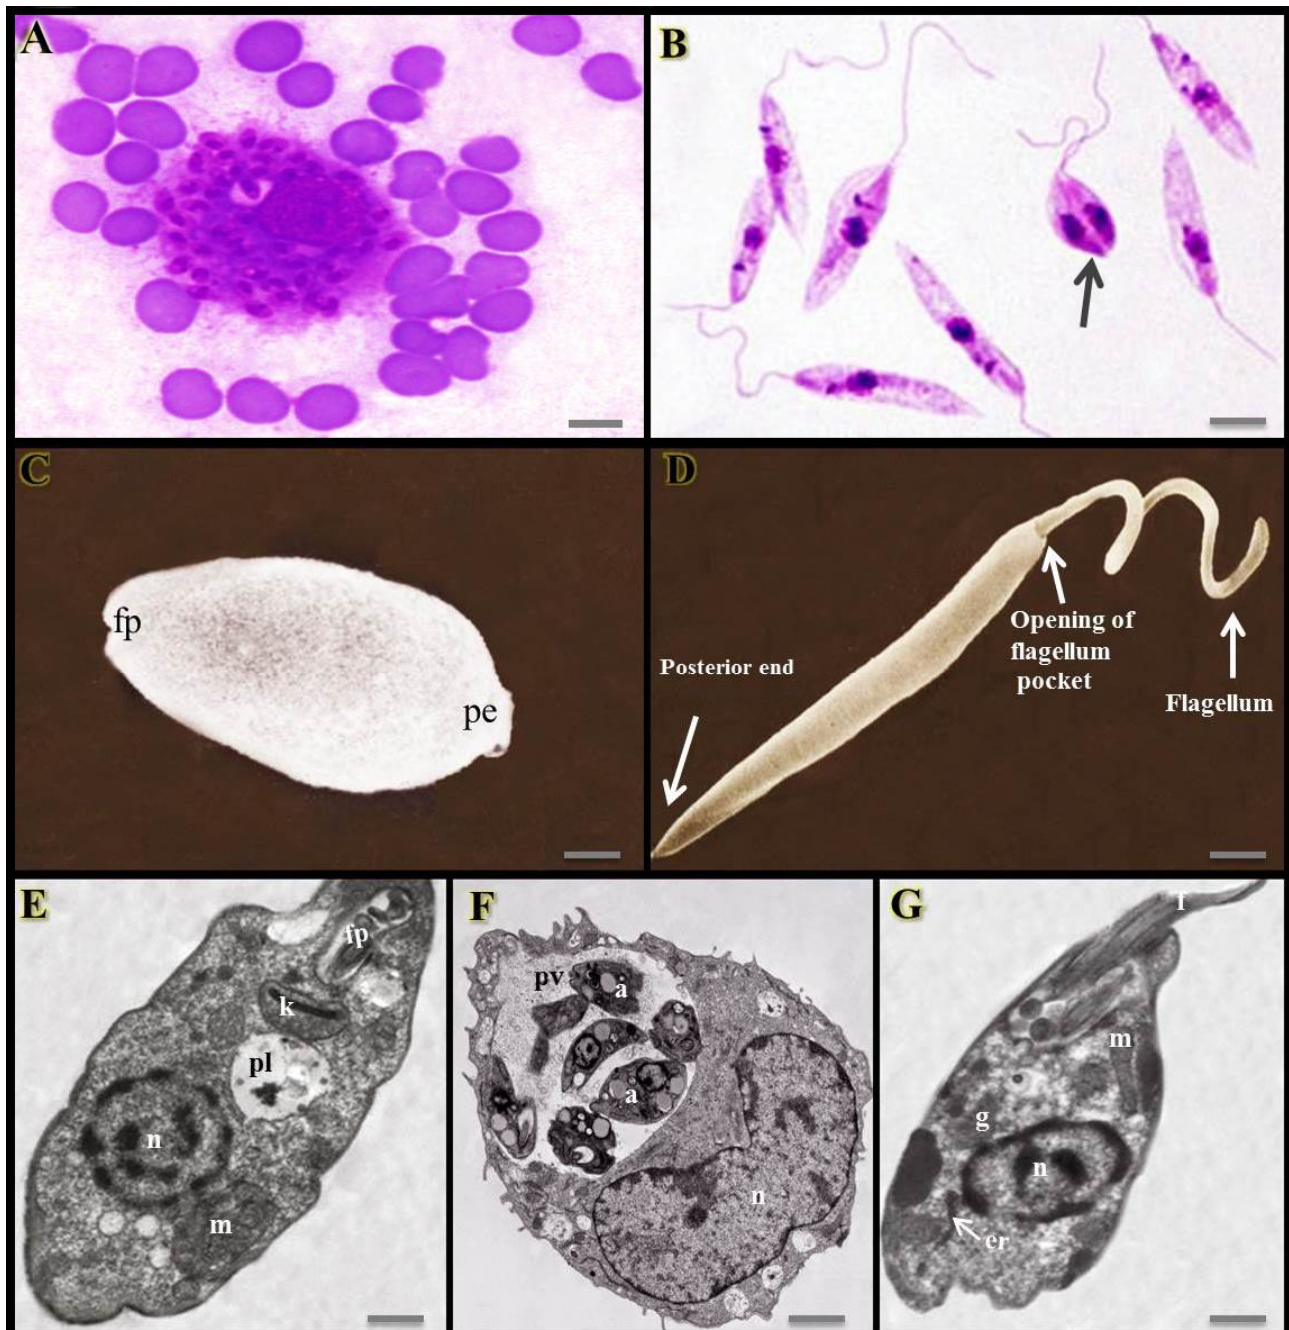 A
B
C
fp
pe
D
Opening of
flagellum
pocket
Posterior end
Flagellum
E
fp
k
pl
n
m
F
pv
a
a
n
G
f
m
g
n
er